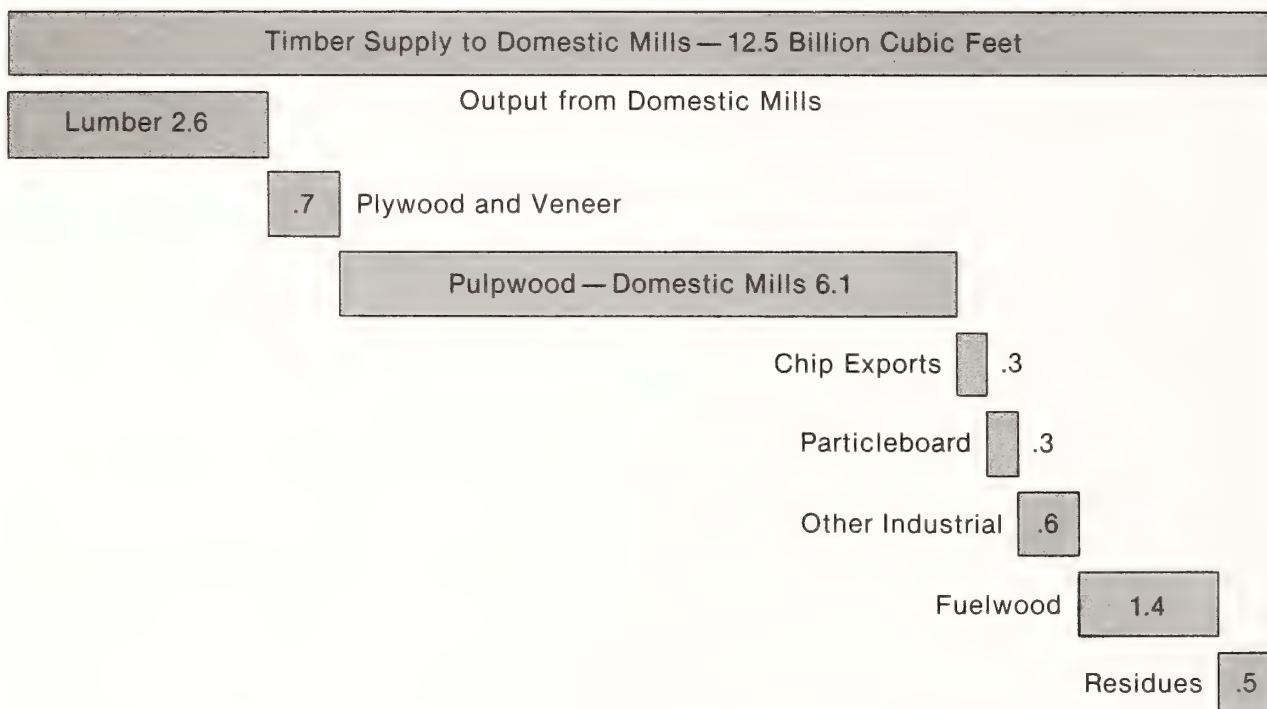 Timber Supply to Domestic Mills — 12.5 Billion Cubic Feet
Output from Domestic Mills
Lumber 2.6
.7 Plywood and Veneer
Pulpwood — Domestic Mills 6.1
Chip Exports .3
Particleboard .3
Other Industrial .6
Fuelwood 1.4
Residues .5